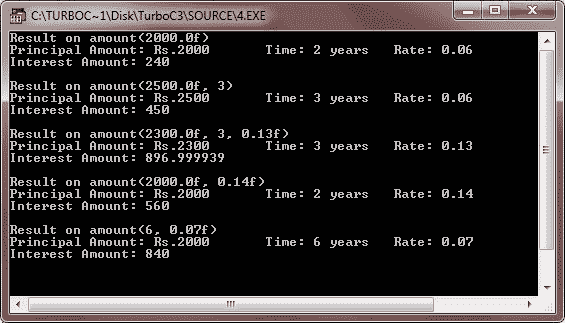 C:\TURBOC~1\Disk\TurboC3\SOURCE\4.EXE
Result on amount(2000.0f)
Principal Amount: Rs.2000 Time: 2 years Rate: 0.06
Interest Amount: 240
Result on amount(2500.0f, 3)
Principal Amount: Rs.2500 Time: 3 years Rate: 0.06
Interest Amount: 450
Result on amount(2300.0f, 3, 0.13f)
Principal Amount: Rs.2300 Time: 3 years Rate: 0.13
Interest Amount: 896.999939
Result on amount(2000.0f, 0.14f)
Principal Amount: Rs.2000 Time: 2 years Rate: 0.14
Interest Amount: 560
Result on amount(6, 0.07f)
Principal Amount: Rs.2000 Time: 6 years Rate: 0.07
Interest Amount: 840